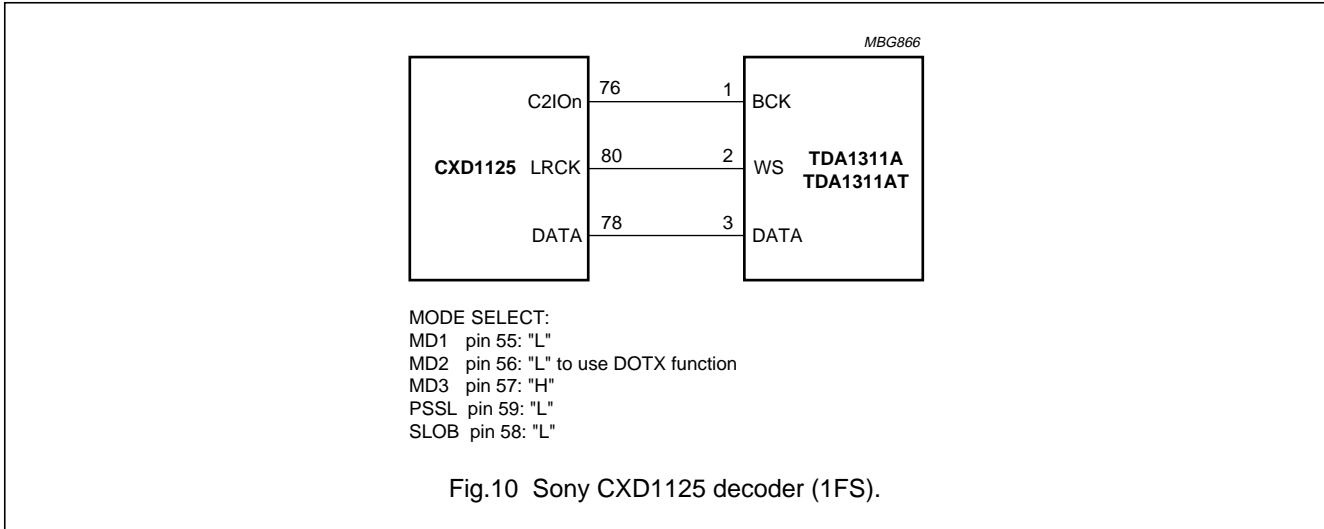 MBG866
C2IOn 76 1 BCK
CXD1125 LRCK 80 2 WS TDA1311A
TDA1311AT
DATA 78 3 DATA
MODE SELECT:
MD1 pin 55: "L"
MD2 pin 56: "L" to use DOTX function
MD3 pin 57: "H"
PSSL pin 59: "L"
SLOB pin 58: "L"
Fig.10 Sony CXD1125 decoder (1FS).